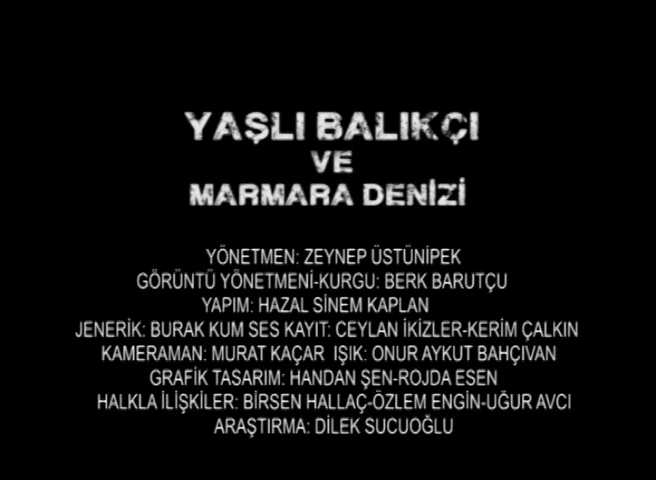 YAŞLI BALIKÇI
VE
MARMARA DENİZİ
YÖNETMEN: ZEYNEP ÜSTÜNİPEK
GÖRÜNTÜ YÖNETMENİ-KURGU: BERK BARUTÇU
YAPIM: HAZAL SİNEM KAPLAN
JENERİK: BURAK KUM SES KAYIT: CEYLAN İKİZLER-KERİM ÇALKIN
KAMERAMAN: MURAT KAÇAR IŞIK: ONUR AYKUT BAHÇIVAN
GRAFİK TASARIM: HANDAN ŞEN-ROJDA ESEN
HALKLA İLİŞKİLER: BİRSEN HALLAÇ-ÖZLEM ENGİN-UĞUR AVCI
ARAŞTIRMA: DİLEK SUCUOĞLU